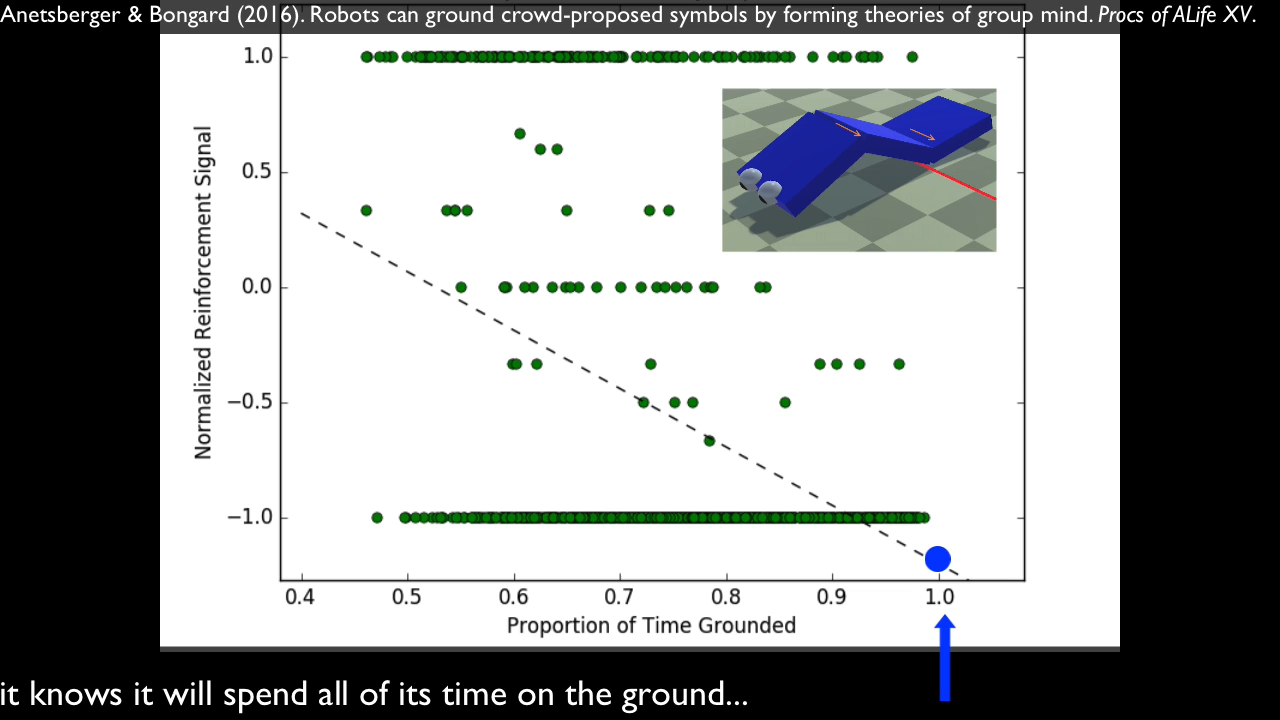 Anetsberger & Bongard (2016). Robots can ground crowd-proposed symbols by forming theories of group mind. Procs of ALife XV.
1.0
0.5
0.0
−0.5
−1.0
Normalized Reinforcement Signal
0.4 0.5 0.6 0.7 0.8 0.9 1.0
Proportion of Time Grounded
it knows it will spend all of its time on the ground...